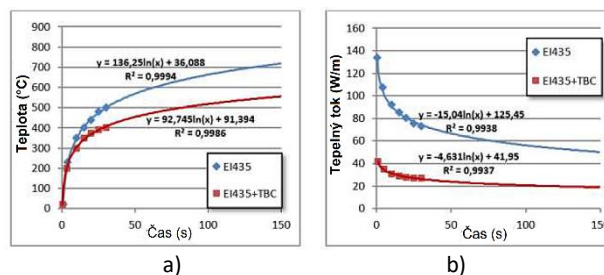 900
800
700
600
500
400
300
200
100
0
Teplota (°C)
y = 136,25ln(x) + 36,088
R² = 0,9994
y = 92,745ln(x) + 91,394
R² = 0,9986
EI435
EI435+TBC
0
50
100
150
Čas (s)
a)
160
140
120
100
80
60
40
20
0
Tepelný tok (W/m)
EI435
EI435+TBC
y = -15,04ln(x) + 125,45
R² = 0,9938
y = -4,631ln(x) + 41,95
R² = 0,9937
0
50
100
150
Čas (s)
b)